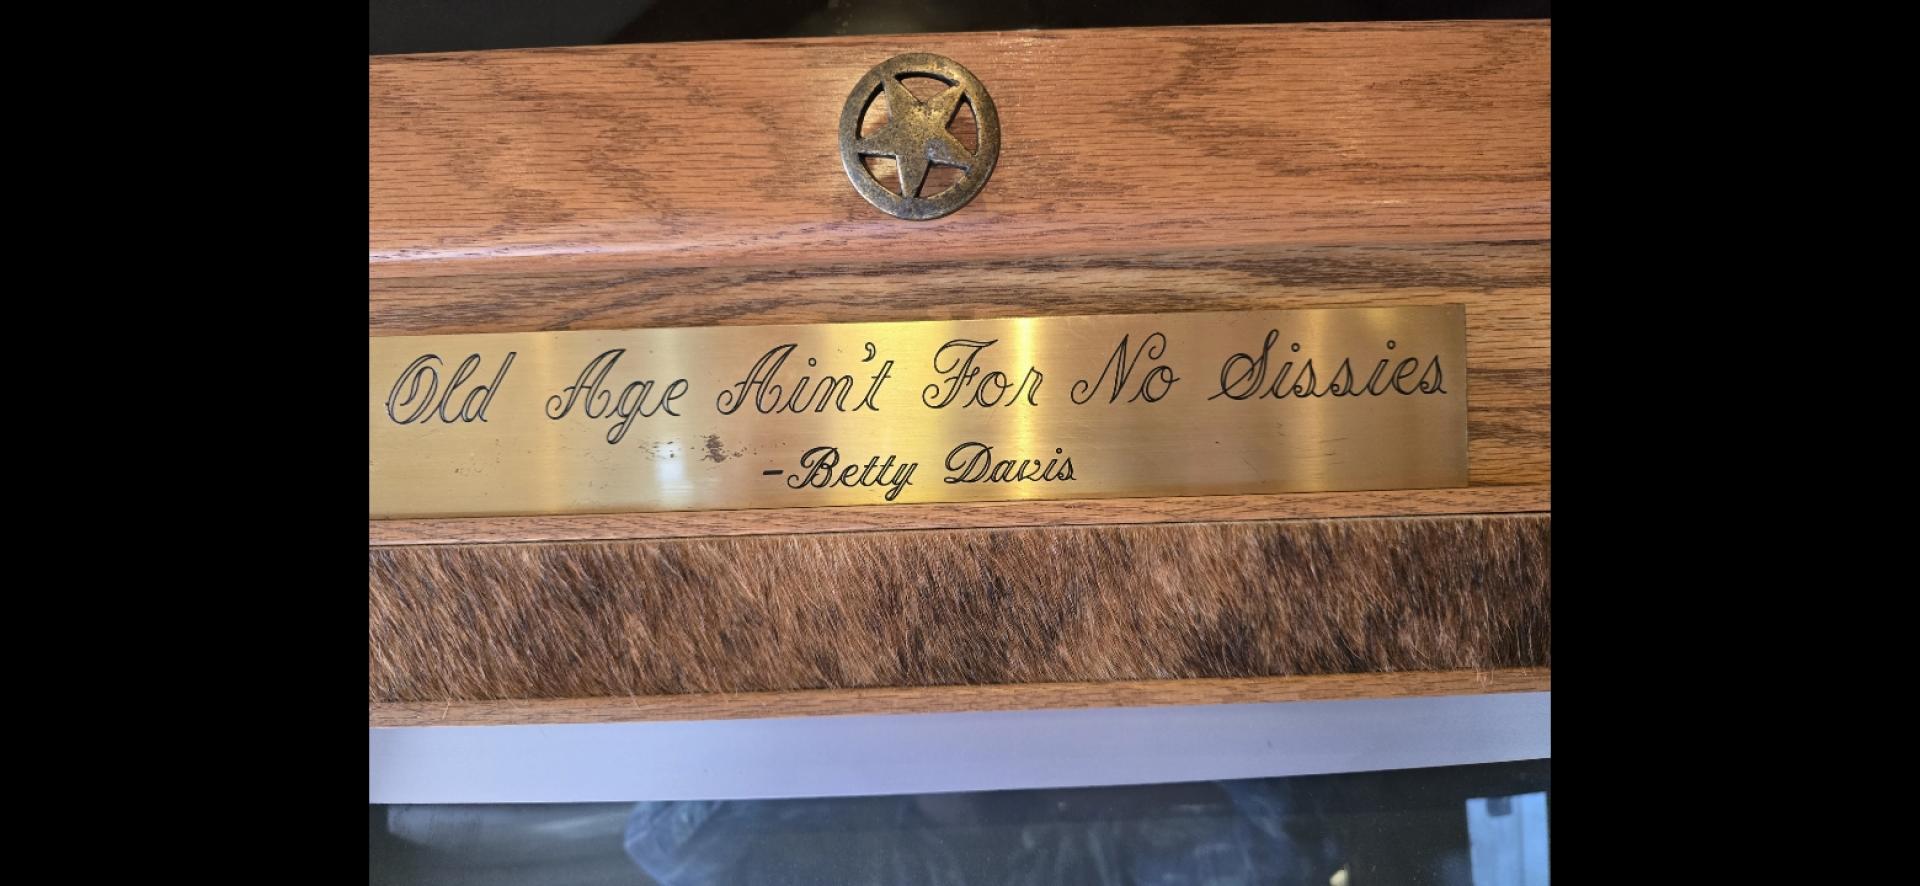 Old Age Ain't For No Sissies
-Betty Davis